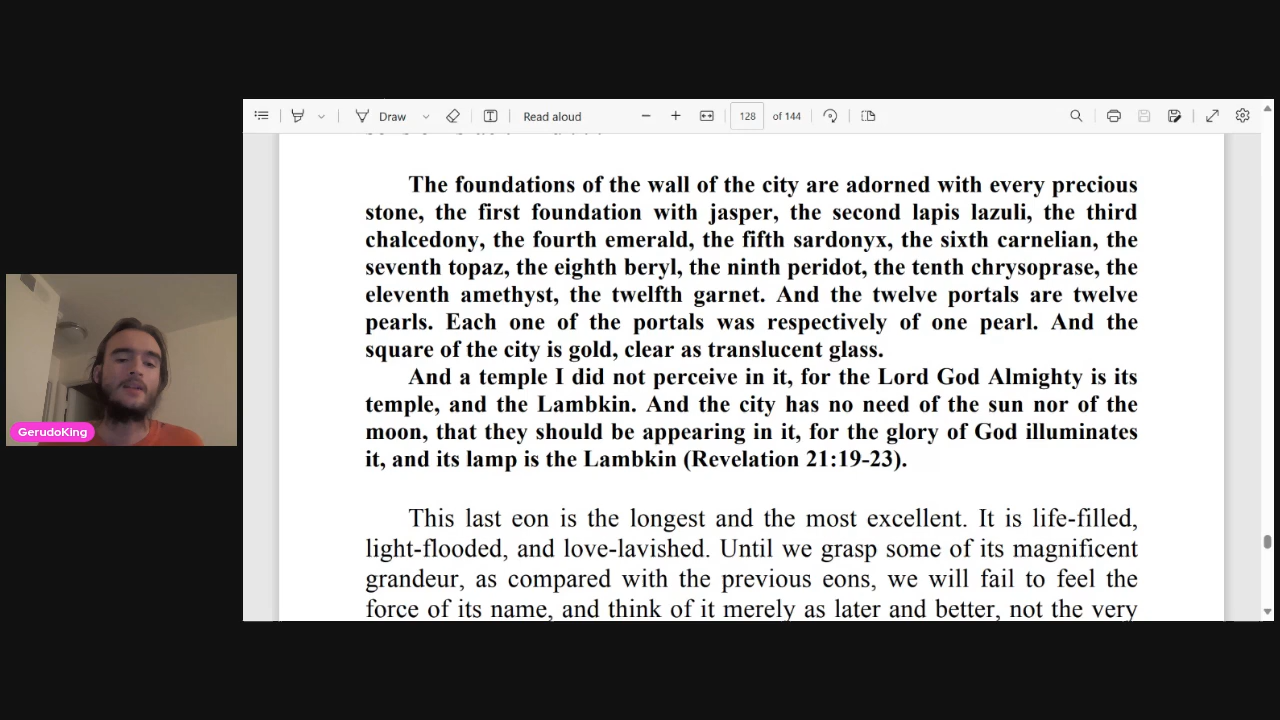 Draw
Read aloud
128
of 144
The foundations of the wall of the city are adorned with every precious
stone, the first foundation with jasper, the second lapis lazuli, the third
chalcedony, the fourth emerald, the fifth sardonyx, the sixth carnelian, the
seventh topaz, the eighth beryl, the ninth peridot, the tenth chrysoprase, the
eleventh amethyst, the twelfth garnet. And the twelve portals are twelve
pearls. Each one of the portals was respectively of one pearl. And the
square of the city is gold, clear as translucent glass.
And a temple I did not perceive in it, for the Lord God Almighty is its
temple, and the Lambkin. And the city has no need of the sun nor of the
moon, that they should be appearing in it, for the glory of God illuminates
it, and its lamp is the Lambkin (Revelation 21:19-23).
This last eon is the longest and the most excellent. It is life-filled,
light-flooded, and love-lavished. Until we grasp some of its magnificent
grandeur, as compared with the previous eons, we will fail to feel the
force of its name, and think of it merely as later and better, not the very
GerudoKing